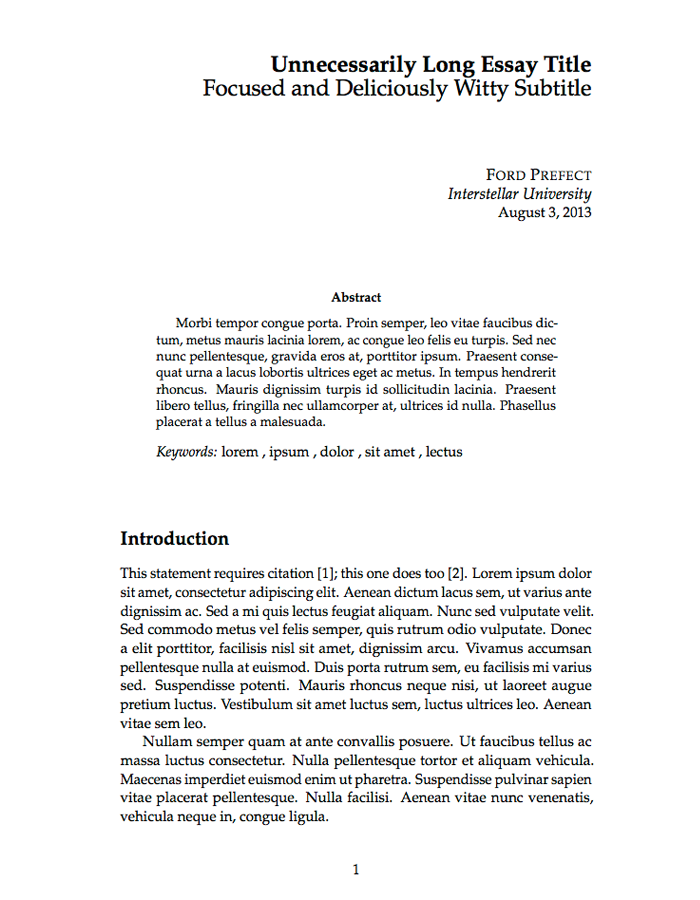 Unnecessarily Long Essay Title
Focused and Deliciously Witty Subtitle
FORD PREFECT
Interstellar University
August 3, 2013
Abstract
Morbi tempor congue porta. Proin semper, leo vitae faucibus dic-
tum, metus mauris lacinia lorem, ac congue leo felis eu turpis. Sed nec
nunc pellentesque, gravida eros at, porttitor ipsum. Praesent conse-
quat urna a lacus lobortis ultrices eget ac metus. In tempus hendrerit
rhoncus. Mauris dignissim turpis id sollicitudin lacinia. Praesent
libero tellus, fringilla nec ullamcorper at, ultrices id nulla. Phasellus
placerat a tellus a malesuada.
Keywords: lorem , ipsum , dolor , sit amet , lectus
Introduction
This statement requires citation [1]; this one does too [2]. Lorem ipsum dolor
sit amet, consectetur adipiscing elit. Aenean dictum lacus sem, ut varius ante
dignissim ac. Sed a mi quis lectus feugiat aliquam. Nunc sed vulputate velit.
Sed commodo metus vel felis semper, quis rutrum odio vulputate. Donec
a elit porttitor, facilisis nisl sit amet, dignissim arcu. Vivamus accumsan
pellentesque nulla at euismod. Duis porta rutrum sem, eu facilisis mi varius
sed. Suspendisse potenti. Mauris rhoncus neque nisi, ut laoreet augue
pretium luctus. Vestibulum sit amet luctus sem, luctus ultrices leo. Aenean
vitae sem leo.
Nullam semper quam at ante convallis posuere. Ut faucibus tellus ac
massa luctus consectetur. Nulla pellentesque tortor et aliquam vehicula.
Maecenas imperdiet euismod enim ut pharetra. Suspendisse pulvinar sapien
vitae placerat pellentesque. Nulla facilisi. Aenean vitae nunc venenatis,
vehicula neque in, congue ligula.
1